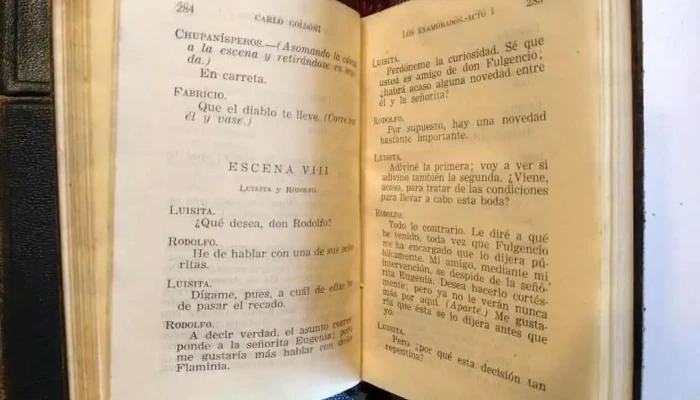 284
CARLO GOLDONI
CHUPANÍSPEROS.—(Asomando la
a la escena y retirándose
da.)
En carreta.
FABRICIO.
Que el diablo te lleve. (Corre
él y vase.)
ESCENA VIII
LUISITA Y RODOLFO.
LUISITA.
¿Qué desea, don Rodolfo?
RODOLFO.
He de hablar con una de sus
ritas.
LUISITA.
Dígame, pues, a cuál de
de pasar el recado.
RODOLFO.
A decir verdad, el asunto
ponde a la señorita Eugenia;
me gustaría más hablar con
Flaminia.
LOS ENAMORADOS.-ACTO I
LUISITA.
Perdóneme la curiosidad. Sé que
usted es amigo de don Fulgencio;
¿habrá acaso alguna novedad entre
él y la señorita?
RODOLFO.
Por supuesto, hay una novedad
bastante importante.
LUISITA.
Adiviné la primera; voy a ver si
adivino también la segunda. ¿Viene,
acaso, para tratar de las condiciones
para llevar a cabo esta boda?
RODOLFO.
Todo lo contrario. Le diré a qué
he venido, toda vez que Fulgencio
me ha encargado que lo dijera pú-
blicamente. Mi amigo, mediante mi
intervención, se despide de la seño-
rita Eugenia. Desea hacerlo cortés-
mente; pero ya no le verán nunca
más por aquí. (Aparte.) Me gusta-
ría que ésta se lo dijera antes que
yo.
LUISITA.
Pero ¿por qué esta decisión tan
repentina?